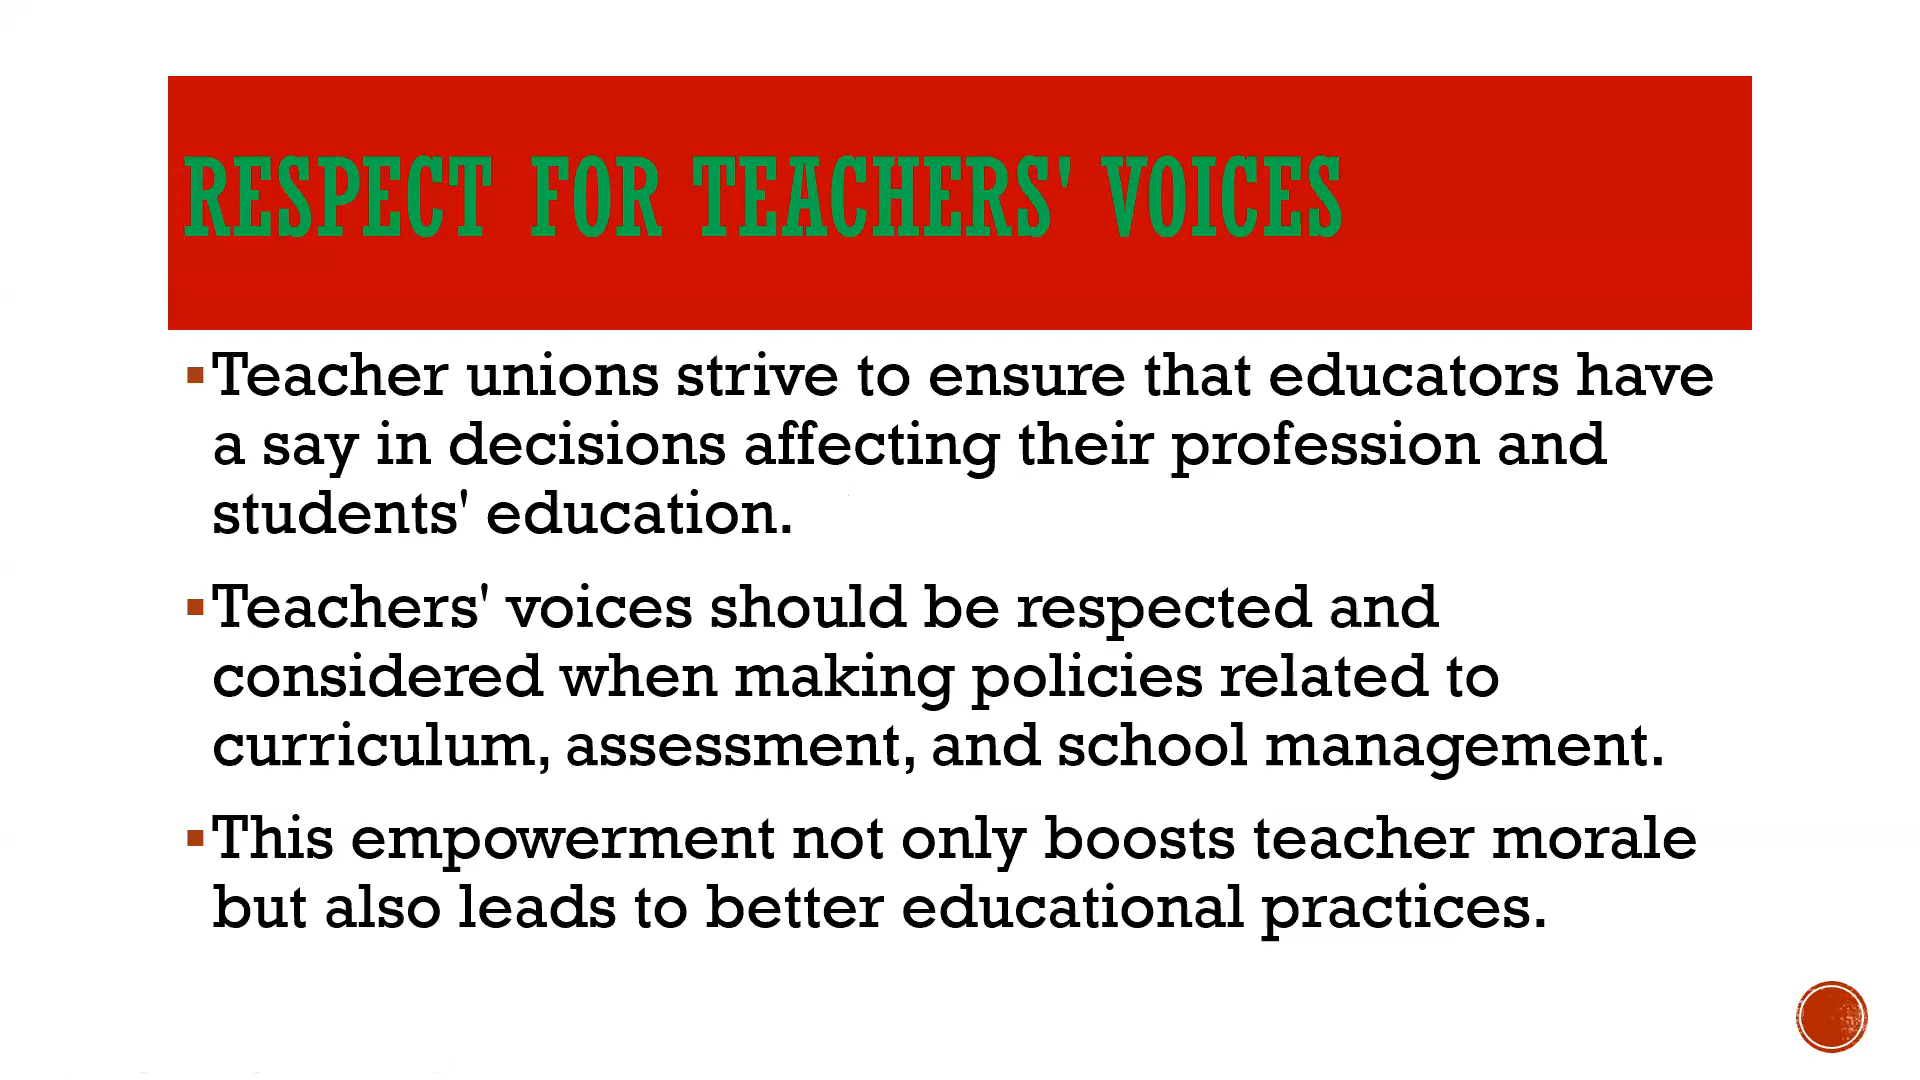 RESPECT FOR TEACHERS' VOICES
▪Teacher unions strive to ensure that educators have
a say in decisions affecting their profession and
students' education.
▪Teachers' voices should be respected and
considered when making policies related to
curriculum, assessment, and school management.
▪This empowerment not only boosts teacher morale
but also leads to better educational practices.